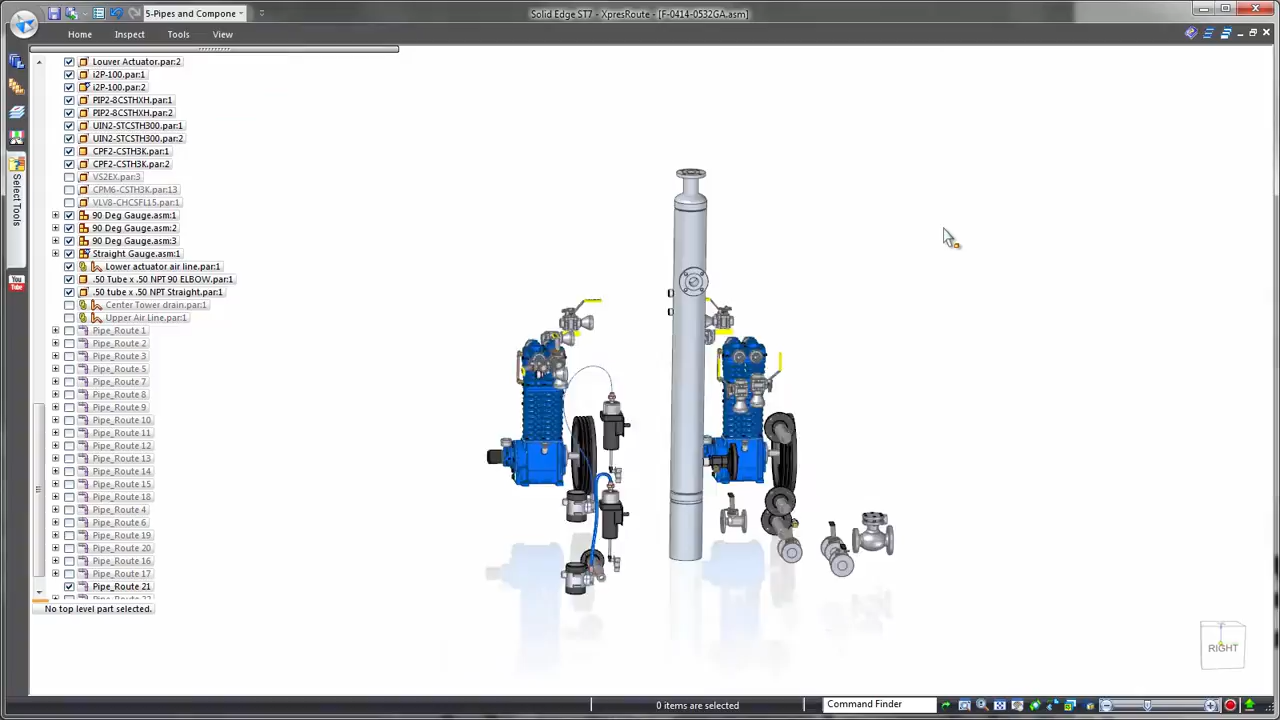 5-Pipes and Compone
Solid Edge ST7 - XpresRoute - [F-0414-0532GA.asm]
Home Inspect Tools View
Louver Actuator.par:2
i2P-100.par:1
i2P-100.par:2
PIP2-8CSTHXH.par:1
PIP2-8CSTHXH.par:2
UIN2-STCSTH300.par:1
UIN2-STCSTH300.par:2
CPF2-CSTH3K.par:1
CPF2-CSTH3K.par:2
VS2EX.par:3
CPM6-CSTH3K.par:13
VLV8-CHCSFL15.par:1
90 Deg Gauge.asm:1
90 Deg Gauge.asm:2
90 Deg Gauge.asm:3
Straight Gauge.asm:1
Lower actuator air line.par:1
.50 Tube x .50 NPT 90 ELBOW.par:1
.50 tube x .50 NPT Straight.par:1
Center Tower drain.par:1
Upper Air Line.par:1
Pipe_Route 1
Pipe_Route 2
Pipe_Route 3
Pipe_Route 5
Pipe_Route 7
Pipe_Route 8
Pipe_Route 9
Pipe_Route 10
Pipe_Route 11
Pipe_Route 12
Pipe_Route 13
Pipe_Route 14
Pipe_Route 15
Pipe_Route 18
Pipe_Route 4
Pipe_Route 6
Pipe_Route 19
Pipe_Route 20
Pipe_Route 16
Pipe_Route 17
Pipe_Route 21
No top level part selected.
Select Tools
You Tube
RIGHT
0 items are selected
Command Finder